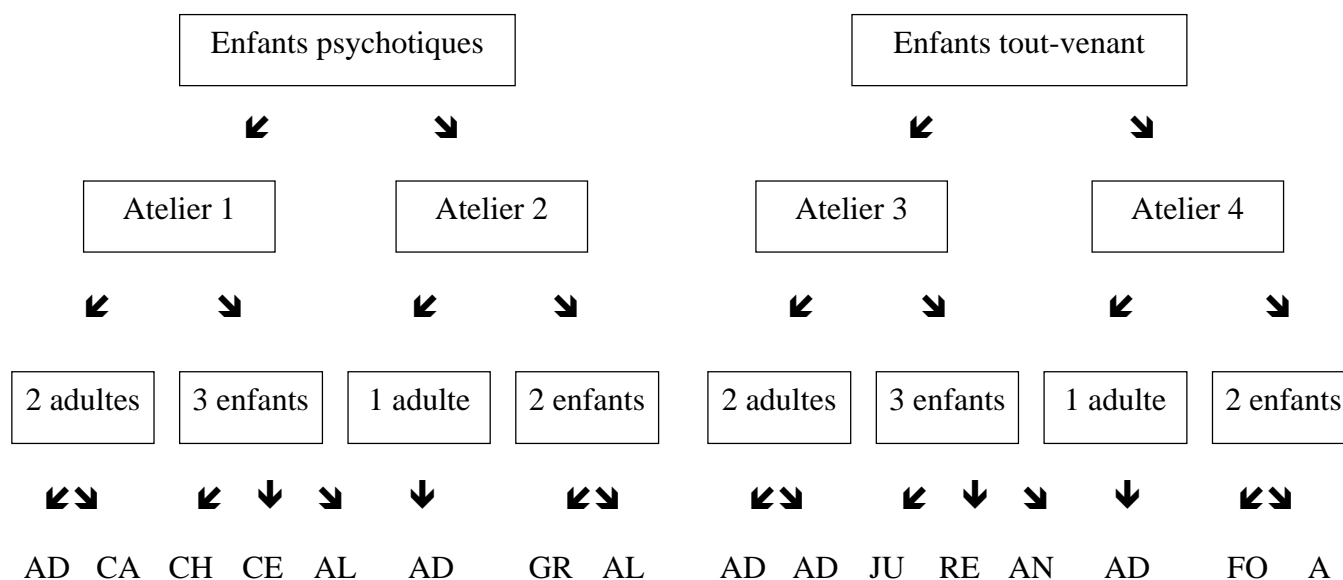 Enfants psychotiques Enfants tout-venant
Atelier 1 Atelier 2 Atelier 3 Atelier 4
2 adultes 3 enfants 1 adulte 2 enfants 2 adultes 3 enfants 1 adulte 2 enfants
AD CA CH CE AL AD GR AL AD AD JU RE AN AD FO A